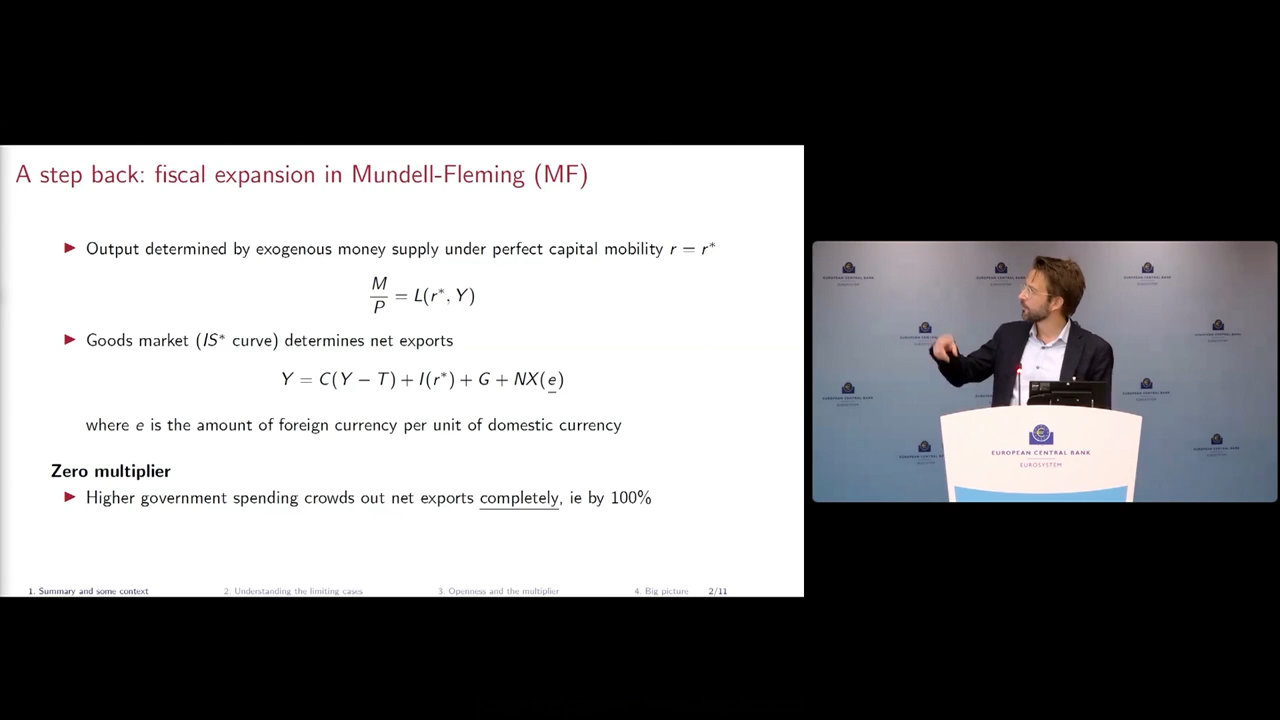 A step back: fiscal expansion in Mundell-Fleming (MF)
▶ Output determined by exogenous money supply under perfect capital mobility r = r*
M/P = L(r*, Y)
▶ Goods market (IS* curve) determines net exports
Y = C(Y − T) + I(r*) + G + NX(e)
where e is the amount of foreign currency per unit of domestic currency
Zero multiplier
▶ Higher government spending crowds out net exports completely, ie by 100%
1. Summary and some context 2. Understanding the limiting cases 3. Openness and the multiplier 4. Big picture 2/11
EUROPEAN CENTRAL BANK
EUROSYSTEM